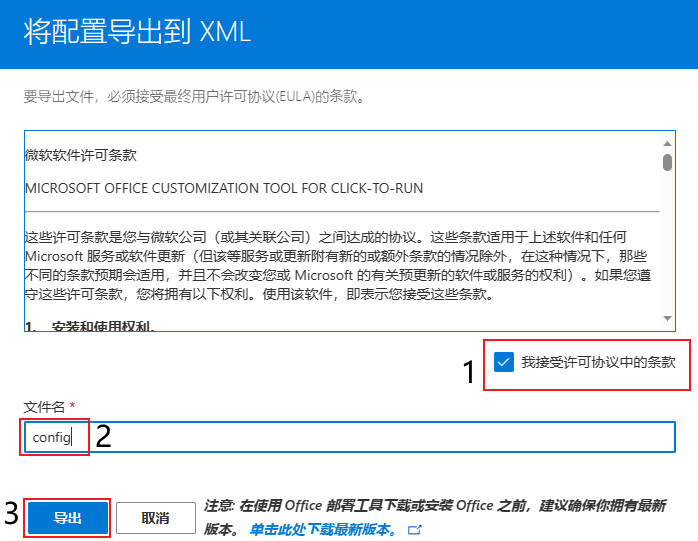 将配置导出到 XML
要导出文件，必须接受最终用户许可协议(EULA)的条款。
微软软件许可条款
MICROSOFT OFFICE CUSTOMIZATION TOOL FOR CLICK-TO-RUN
这些许可条款是您与微软公司（或其关联公司）之间达成的协议。这些条款适用于上述软件和任何
Microsoft 服务或软件更新（但该等服务或更新附有新的或额外条款的情况除外，在这种情况下，那些
不同的条款预期会适用，并且不会改变您或 Microsoft 的有关预更新的软件或服务的权利）。如果您遵
守这些许可条款，您将拥有以下权利。使用该软件，即表示您接受这些条款。
1. 安装和使用权利。
1 我接受许可协议中的条款
文件名 *
config 2
3 导出 取消 注意: 在使用 Office 部署工具下载或安装 Office 之前，建议确保你拥有最新
版本。 单击此处下载最新版本。